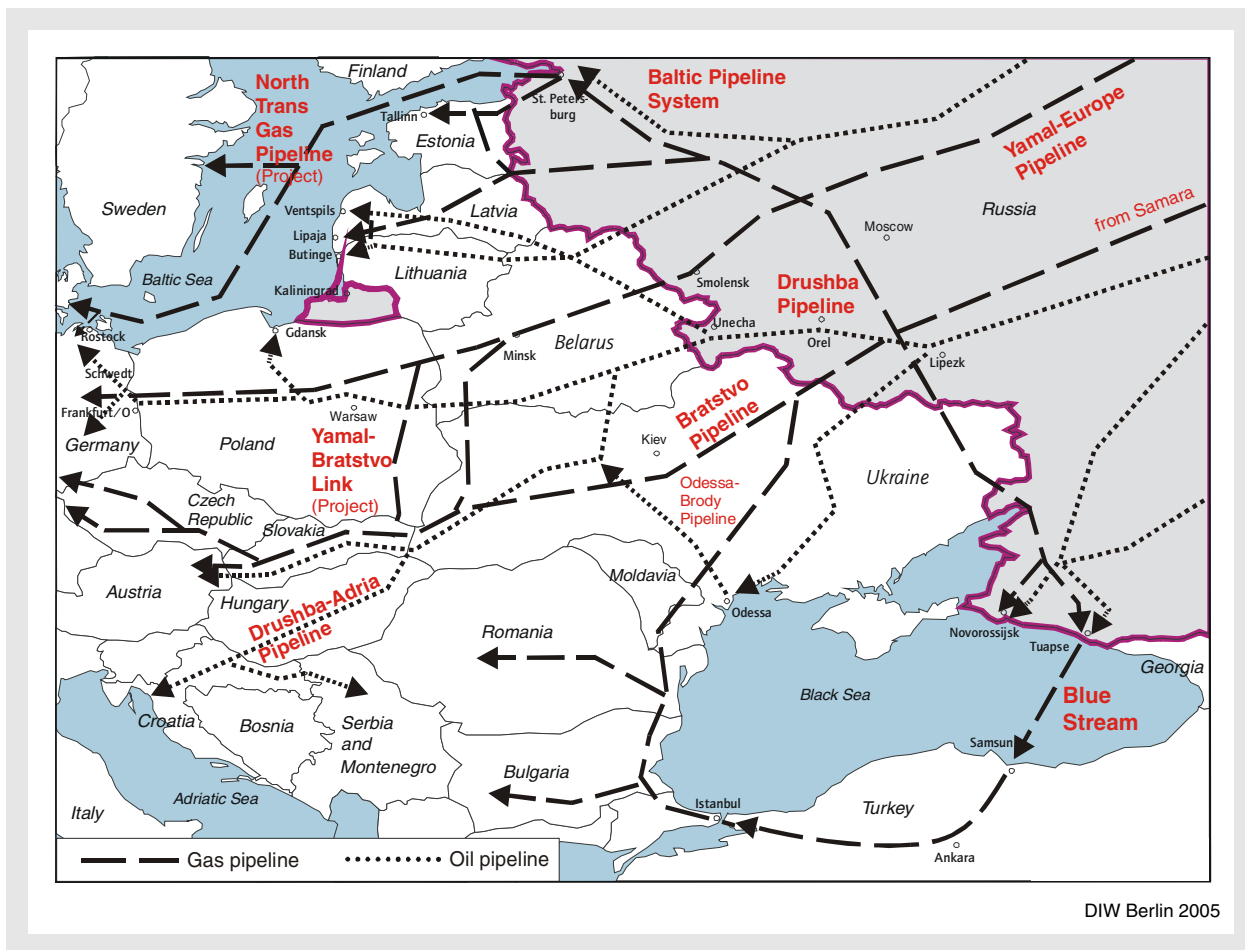 Finland
North
Trans
Gas
Pipeline
(Project)
Baltic Pipeline
System
St. Peters-
burg
Tallinn
Estonia
Yamal-Europe
Pipeline
Sweden
Ventspils
Latvia
Russia
from Samara
Moscow
Lipaja
Butinge
Lithuania
Baltic Sea
Kaliningrad
Smolensk
Drushba
Pipeline
Unecha
Orel
Rostock
Gdansk
Minsk
Belarus
Lipezk
Schwedt
Frankfurt/O
Warsaw
Germany
Poland
Yamal-
Bratstvo
Link
(Project)
Bratstvo
Pipeline
Kiev
Ukraine
Odessa-
Brody
Pipeline
Czech
Republic
Slovakia
Austria
Hungary
Moldavia
Odessa
Drushba-Adria
Pipeline
Romania
Novorossijsk
Tuapse
Georgia
Croatia
Bosnia
Serbia
and
Montenegro
Black Sea
Blue
Stream
Samsun
Bulgaria
Adriatic Sea
Italy
Istanbul
Turkey
Ankara
Gas pipeline
Oil pipeline
DIW Berlin 2005